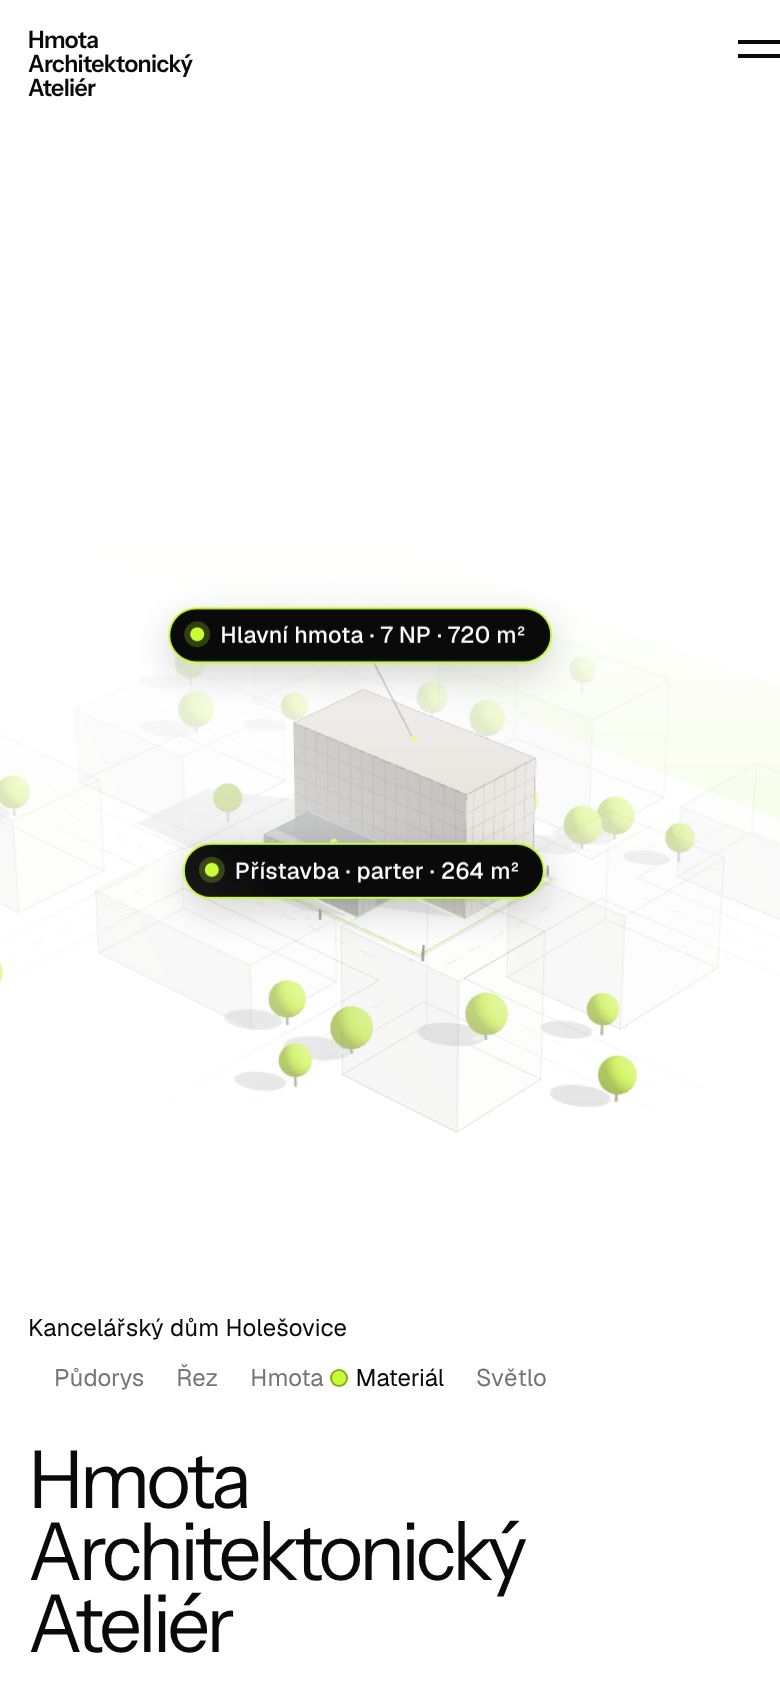 Hmota
Architektonický
Ateliér
Hlavní hmota · 7 NP · 720 m²
Přístavba · parter · 264 m²
Kancelářský dům Holešovice
Půdorys Řez Hmota Materiál Světlo
Hmota
Architektonický
Ateliér